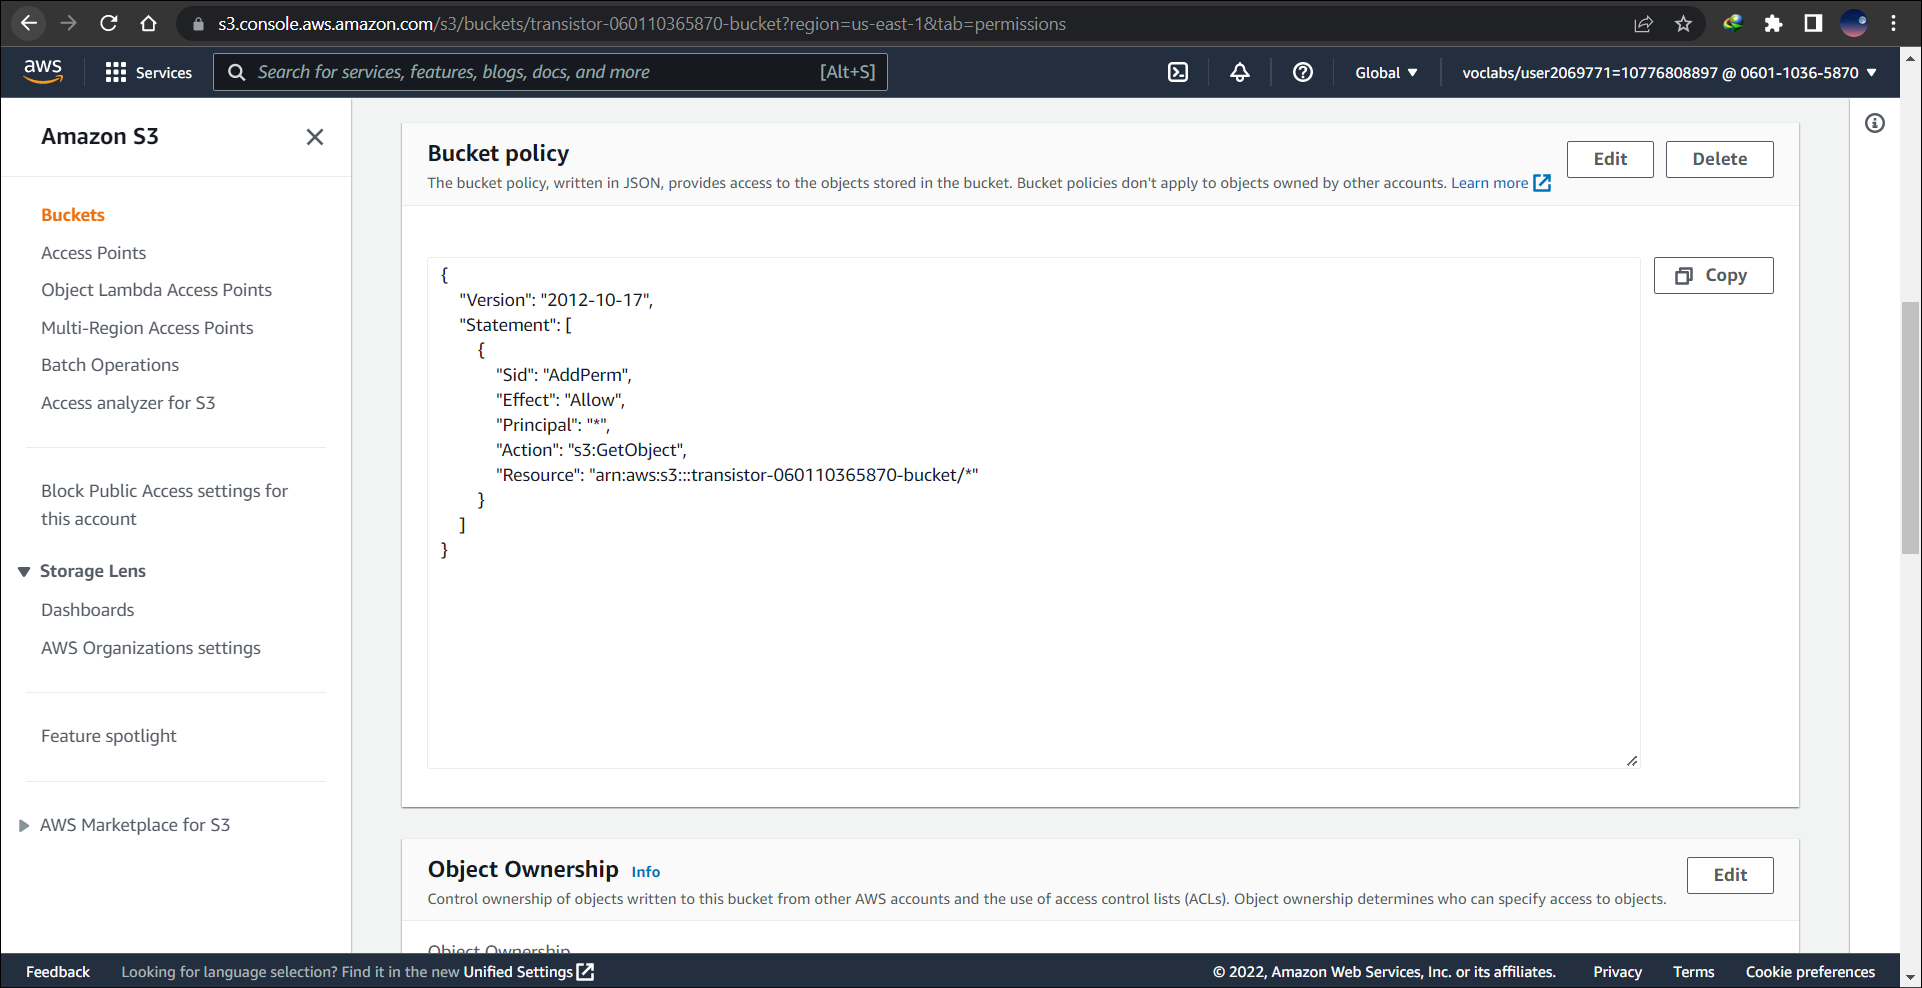 s3.console.aws.amazon.com/s3/buckets/transistor-060110365870-bucket?region=us-east-1&tab=permissions
aws
Services
Search for services, features, blogs, docs, and more
[Alt+S]
Global
voclabs/user2069771=10776808897 @ 0601-1036-5870
Amazon S3
Buckets
Access Points
Object Lambda Access Points
Multi-Region Access Points
Batch Operations
Access analyzer for S3
Block Public Access settings for
this account
Storage Lens
Dashboards
AWS Organizations settings
Feature spotlight
AWS Marketplace for S3
Bucket policy
Edit
Delete
The bucket policy, written in JSON, provides access to the objects stored in the bucket. Bucket policies don't apply to objects owned by other accounts. Learn more
Copy
{
"Version": "2012-10-17",
"Statement": [
{
"Sid": "AddPerm",
"Effect": "Allow",
"Principal": "*",
"Action": "s3:GetObject",
"Resource": "arn:aws:s3:::transistor-060110365870-bucket/*"
}
]
}
Object Ownership Info
Edit
Control ownership of objects written to this bucket from other AWS accounts and the use of access control lists (ACLs). Object ownership determines who can specify access to objects.
Object Ownership
Feedback
Looking for language selection? Find it in the new Unified Settings
© 2022, Amazon Web Services, Inc. or its affiliates.
Privacy
Terms
Cookie preferences